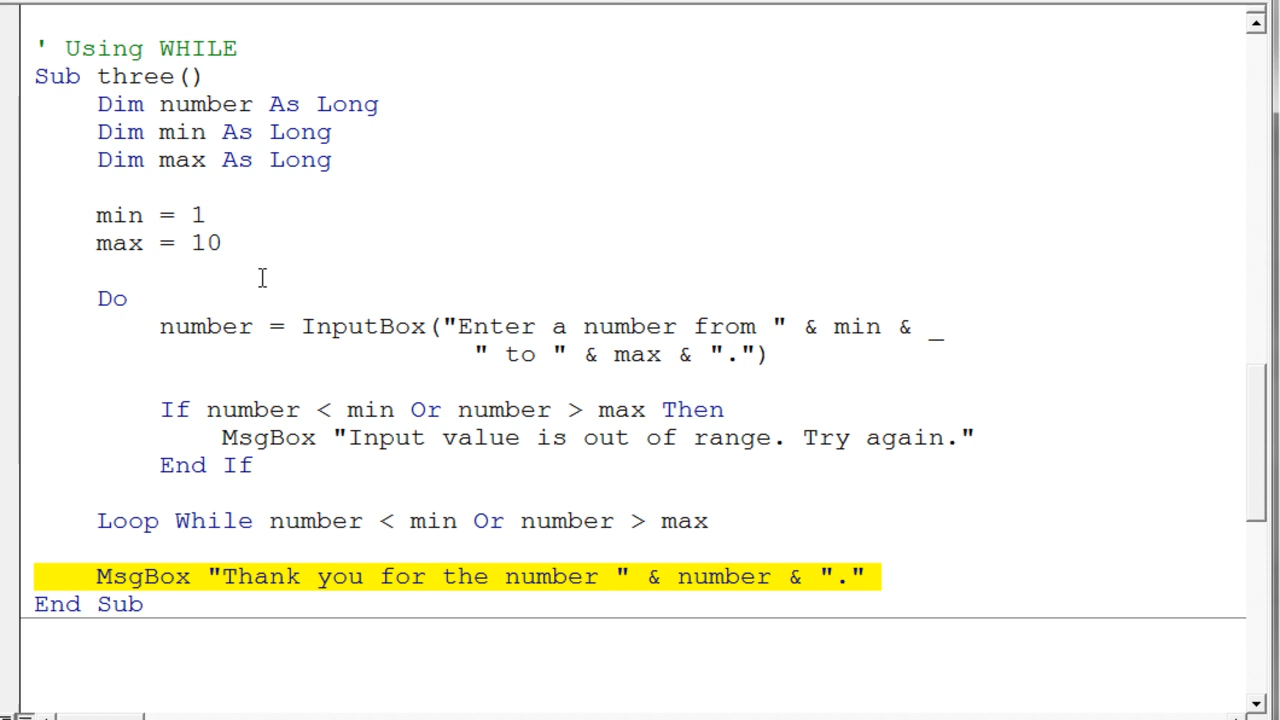 ' Using WHILE
Sub three()
    Dim number As Long
    Dim min As Long
    Dim max As Long

    min = 1
    max = 10

    Do
        number = InputBox("Enter a number from " & min & _
                            " to " & max & ".")

        If number < min Or number > max Then
            MsgBox "Input value is out of range. Try again."
        End If

    Loop While number < min Or number > max

    MsgBox "Thank you for the number " & number & "."
End Sub